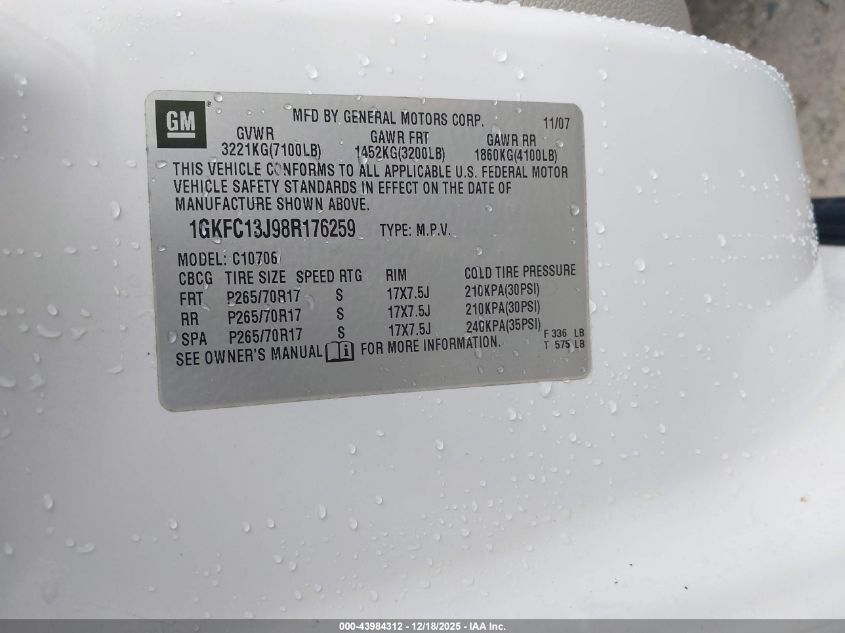 GM
MFD BY GENERAL MOTORS CORP. 11/07
GVWR GAWR FRT GAWR RR
3221KG(7100LB) 1452KG(3200LB) 1860KG(4100LB)
THIS VEHICLE CONFORMS TO ALL APPLICABLE U.S. FEDERAL MOTOR
VEHICLE SAFETY STANDARDS IN EFFECT ON THE DATE OF
MANUFACTURE SHOWN ABOVE.
1GKFC13J98R176259 TYPE: M.P.V.
MODEL: C10706
CBCG TIRE SIZE SPEED RTG RIM COLD TIRE PRESSURE
FRT P265/70R17 S 17X7.5J 210KPA(30PSI)
RR P265/70R17 S 17X7.5J 210KPA(30PSI)
SPA P265/70R17 S 17X7.5J 240KPA(35PSI)
F 336 LB
SEE OWNER'S MANUAL FOR MORE INFORMATION. T 575 LB
000-43984312 - 12/18/2025 - IAA Inc.